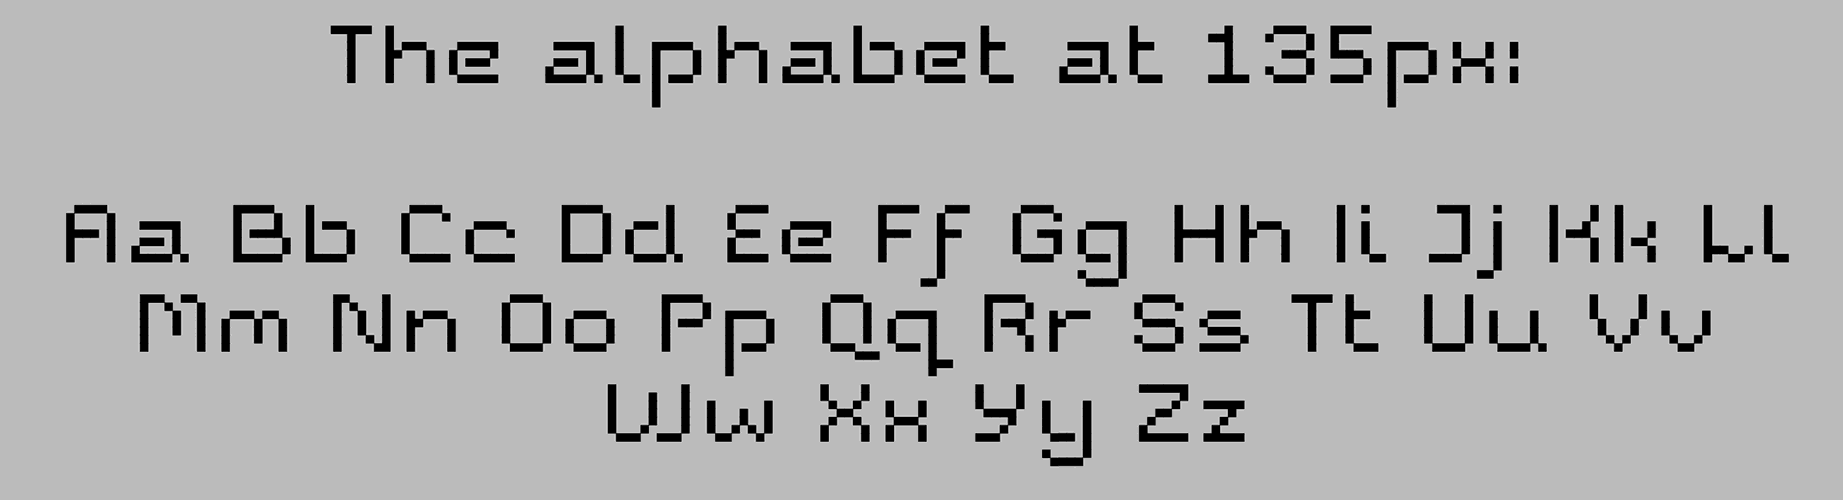 The alphabet at 135px:
Aa Bb Cc Dd Ee Ff Gg Hh Ii Jj Kk Ll
Mm Nn Oo Pp Qq Rr Ss Tt Uu Vv
Ww Xx Yy Zz